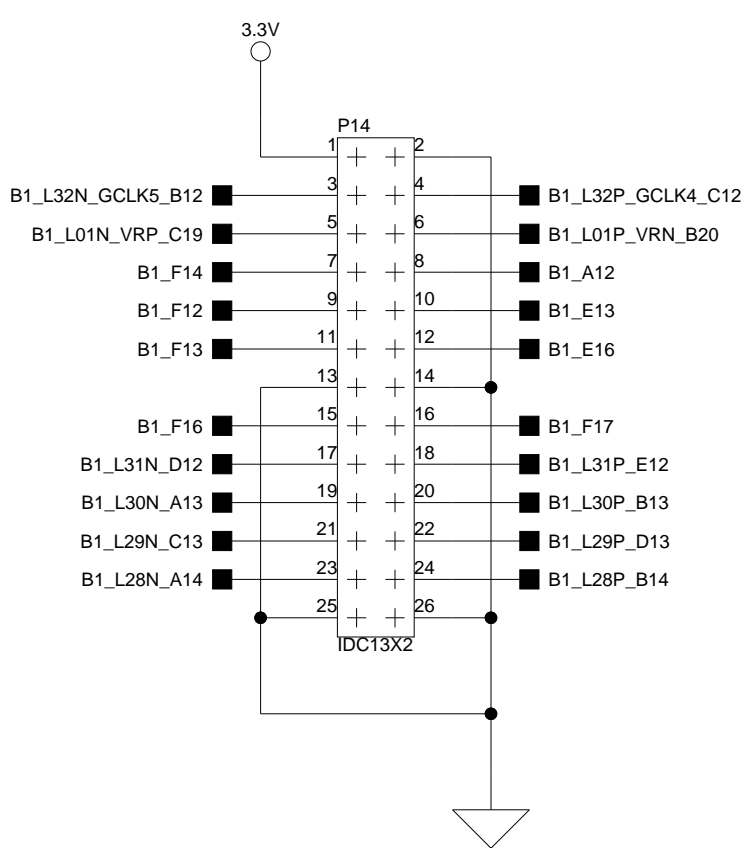 3.3V
P14
1 2
B1_L32N_GCLK5_B12 3 4 B1_L32P_GCLK4_C12
B1_L01N_VRP_C19 5 6 B1_L01P_VRN_B20
B1_F14 7 8 B1_A12
B1_F12 9 10 B1_E13
B1_F13 11 12 B1_E16
13 14
B1_F16 15 16 B1_F17
B1_L31N_D12 17 18 B1_L31P_E12
B1_L30N_A13 19 20 B1_L30P_B13
B1_L29N_C13 21 22 B1_L29P_D13
B1_L28N_A14 23 24 B1_L28P_B14
25 26
IDC13X2